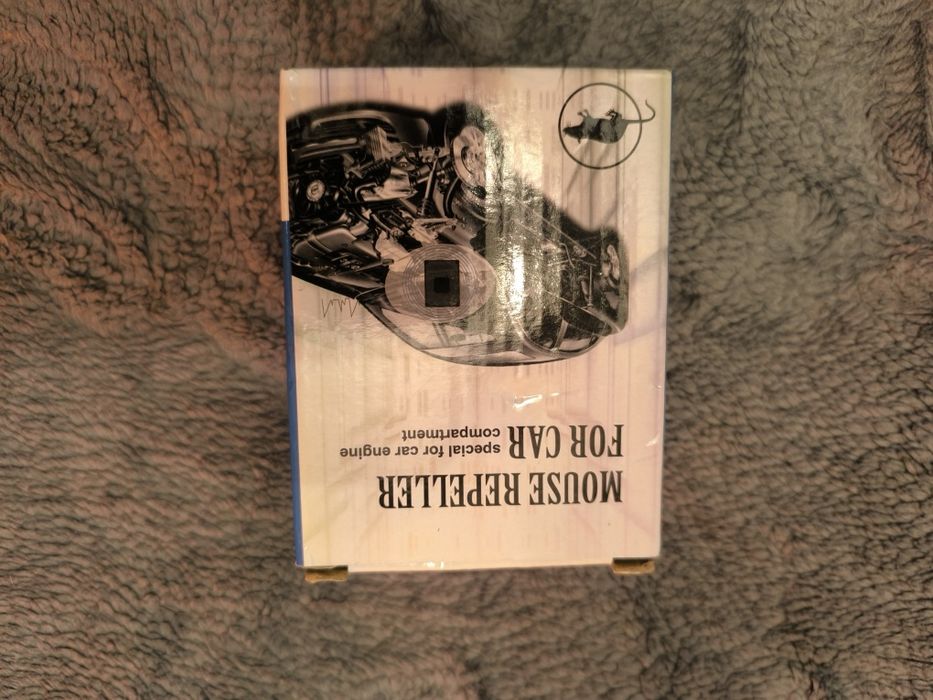 MOUSE REPELLER
FOR CAR
special for car engine
compartment